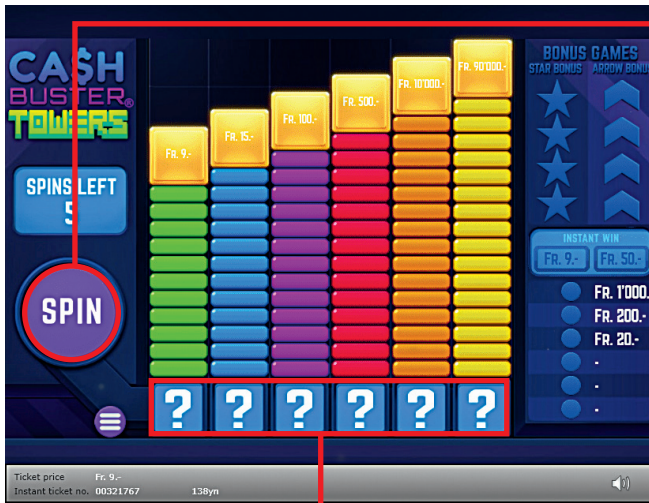 CA$H
BUSTER®
TOWERS
SPINS LEFT
5
SPIN
FR. 9.-
FR. 15.-
FR. 100.-
FR. 500.-
FR. 10'000.-
FR. 90'000.-
? ? ? ? ? ?
BONUS GAMES
STAR BONUS ARROW BONUS
INSTANT WIN
FR. 9.- FR. 50.-
FR. 1'000.
FR. 200.-
FR. 20.-
-
-
-
Ticket price Fr. 9.-
Instant ticket no. 00321767 138yn